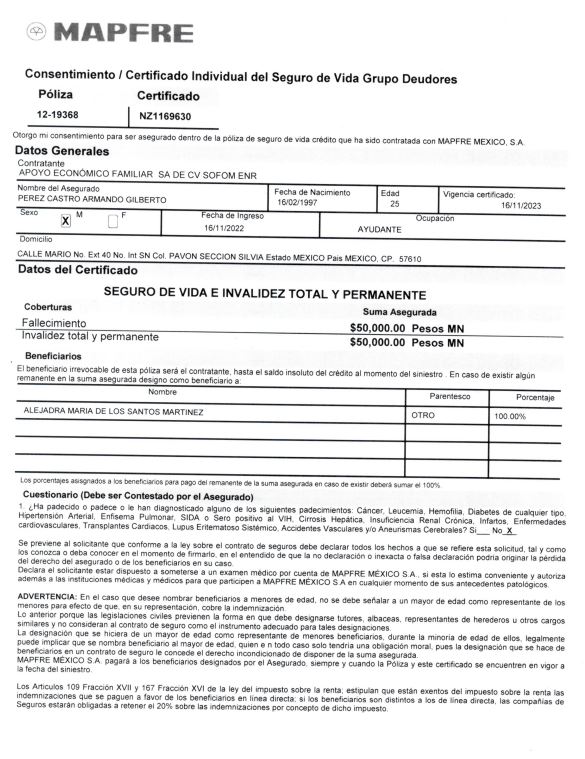 MAPFRE
Consentimiento / Certificado Individual del Seguro de Vida Grupo Deudores
Póliza Certificado
12-19368 NZ1169630
Otorgo mi consentimiento para ser asegurado dentro de la póliza de seguro de vida crédito que ha sido contratada con MAPFRE MEXICO, S.A.
Datos Generales
Contratante
APOYO ECONÓMICO FAMILIAR SA DE CV SOFOM ENR
Nombre del Asegurado Fecha de Nacimiento Edad Vigencia certificado:
PEREZ CASTRO ARMANDO GILBERTO 16/02/1997 25 16/11/2023
Sexo X M F Fecha de Ingreso Ocupación
16/11/2022 AYUDANTE
Domicilio
CALLE MARIO No. Ext 40 No. Int SN Col. PAVON SECCION SILVIA Estado MEXICO Pais MEXICO, CP. 57610
Datos del Certificado
SEGURO DE VIDA E INVALIDEZ TOTAL Y PERMANENTE
Coberturas Suma Asegurada
Fallecimiento $50,000.00 Pesos MN
Invalidez total y permanente $50,000.00 Pesos MN
Beneficiarios
El beneficiario irrevocable de esta póliza será el contratante, hasta el saldo insoluto del crédito al momento del siniestro . En caso de existir algún
remanente en la suma asegurada designo como beneficiario a:
Nombre Parentesco Porcentaje
ALEJADRA MARIA DE LOS SANTOS MARTINEZ OTRO 100.00%
Los porcentajes asisgnados a los beneficiarios para pago del remanente de la suma asegurada en caso de existir deberá sumar el 100%.
Cuestionario (Debe ser Contestado por el Asegurado)
1. ¿Ha padecido o padece o le han diagnosticado alguno de los siguientes padecimientos: Cáncer, Leucemia, Hemofilia, Diabetes de cualquier tipo,
Hipertensión Arterial, Enfisema Pulmonar, SIDA o Sero positivo al VIH, Cirrosis Hepática, Insuficiencia Renal Crónica, Infartos, Enfermedades
cardiovasculares, Transplantes Cardiacos, Lupus Eritematoso Sistémico, Accidentes Vasculares y/o Aneurismas Cerebrales? Si__ No_X_
Se previene al solicitante que conforme a la ley sobre el contrato de seguros debe declarar todos los hechos a que se refiere esta solicitud, tal y como
los conozca o deba conocer en el momento de firmarlo, en el entendido de que la no declaración o inexacta o falsa declaración podría originar la pérdida
del derecho del asegurado o de los beneficiarios en su caso.
Declara el solicitante estar dispuesto a someterse a un examen médico por cuenta de MAPFRE MÉXICO S.A., si esta lo estima conveniente y autoriza
además a las instituciones médicas y médicos para que participen a MAPFRE MÉXICO S.A en cualquier momento de sus antecedentes patológicos.
ADVERTENCIA: En el caso que desee nombrar beneficiarios a menores de edad, no se debe señalar a un mayor de edad como representante de los
menores para efecto de que, en su representación, cobre la indemnización.
Lo anterior porque las legislaciones civiles previenen la forma en que debe designarse tutores, albaceas, representantes de herederos u otros cargos
similares y no consideran al contrato de seguro como el instrumento adecuado para tales designaciones.
La designación que se hiciera de un mayor de edad como representante de menores beneficiarios, durante la minoria de edad de ellos, legalmente
puede implicar que se nombra beneficiario al mayor de edad, quien e n todo caso solo tendría una obligación moral, pues la designación que se hace de
beneficiarios en un contrato de seguro le concede el derecho incondicionado de disponer de la suma asegurada.
MAPFRE MÉXICO S.A. pagará a los beneficiarios designados por el Asegurado, siempre y cuando la Póliza y este certificado se encuentren en vigor a
la fecha del siniestro.
Los Articulos 109 Fracción XVII y 167 Fracción XVI de la ley del impuesto sobre la renta; estipulan que están exentos del impuesto sobre la renta las
indemnizaciones que se paguen a favor de los beneficiarios en linea directa; si los beneficiarios son distintos a los de línea directa, las compañías de
Seguros estarán obligadas a retener el 20% sobre las indemnizaciones por concepto de dicho impuesto.